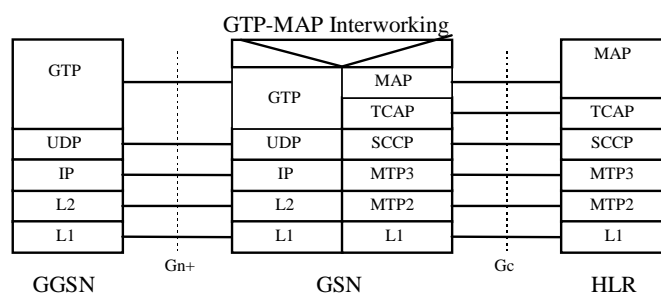 GTP-MAP Interworking
GTP MAP
GTP MAP
TCAP TCAP
UDP UDP SCCP SCCP
IP IP MTP3 MTP3
L2 L2 MTP2 MTP2
L1 L1 L1 L1
Gn+ Gc
GGSN GSN HLR